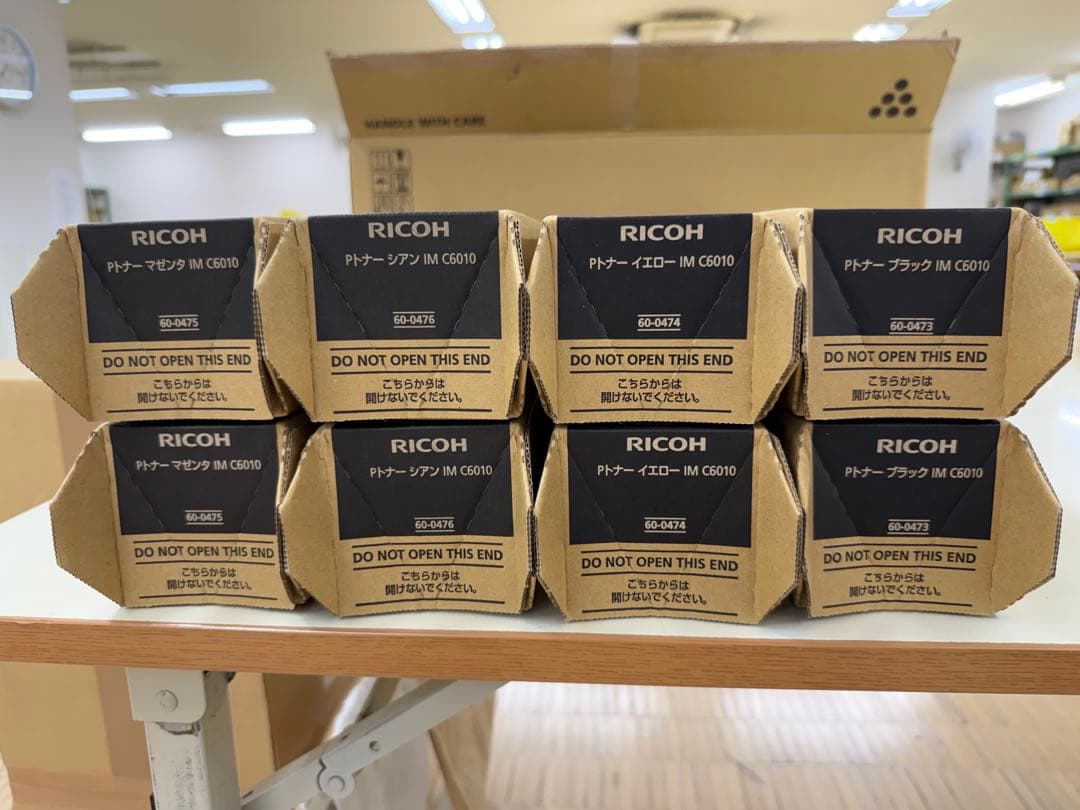 HANDLE WITH CARE
RICOH
Pトナー マゼンタ IM C6010
60-0475
DO NOT OPEN THIS END
こちらからは
開けないでください。
RICOH
Pトナー シアン IM C6010
60-0476
DO NOT OPEN THIS END
こちらからは
開けないでください。
RICOH
Pトナー イエロー IM C6010
60-0474
DO NOT OPEN THIS END
こちらからは
開けないでください。
RICOH
Pトナー ブラック IM C6010
60-0473
DO NOT OPEN THIS END
こちらからは
開けないでください。
RICOH
Pトナー マゼンタ IM C6010
60-0475
DO NOT OPEN THIS END
こちらからは
開けないでください。
RICOH
Pトナー シアン IM C6010
60-0476
DO NOT OPEN THIS END
こちらからは
開けないでください。
RICOH
Pトナー イエロー IM C6010
60-0474
DO NOT OPEN THIS END
こちらからは
開けないでください。
RICOH
Pトナー ブラック IM C6010
60-0473
DO NOT OPEN THIS END
こちらからは
開けないでください。